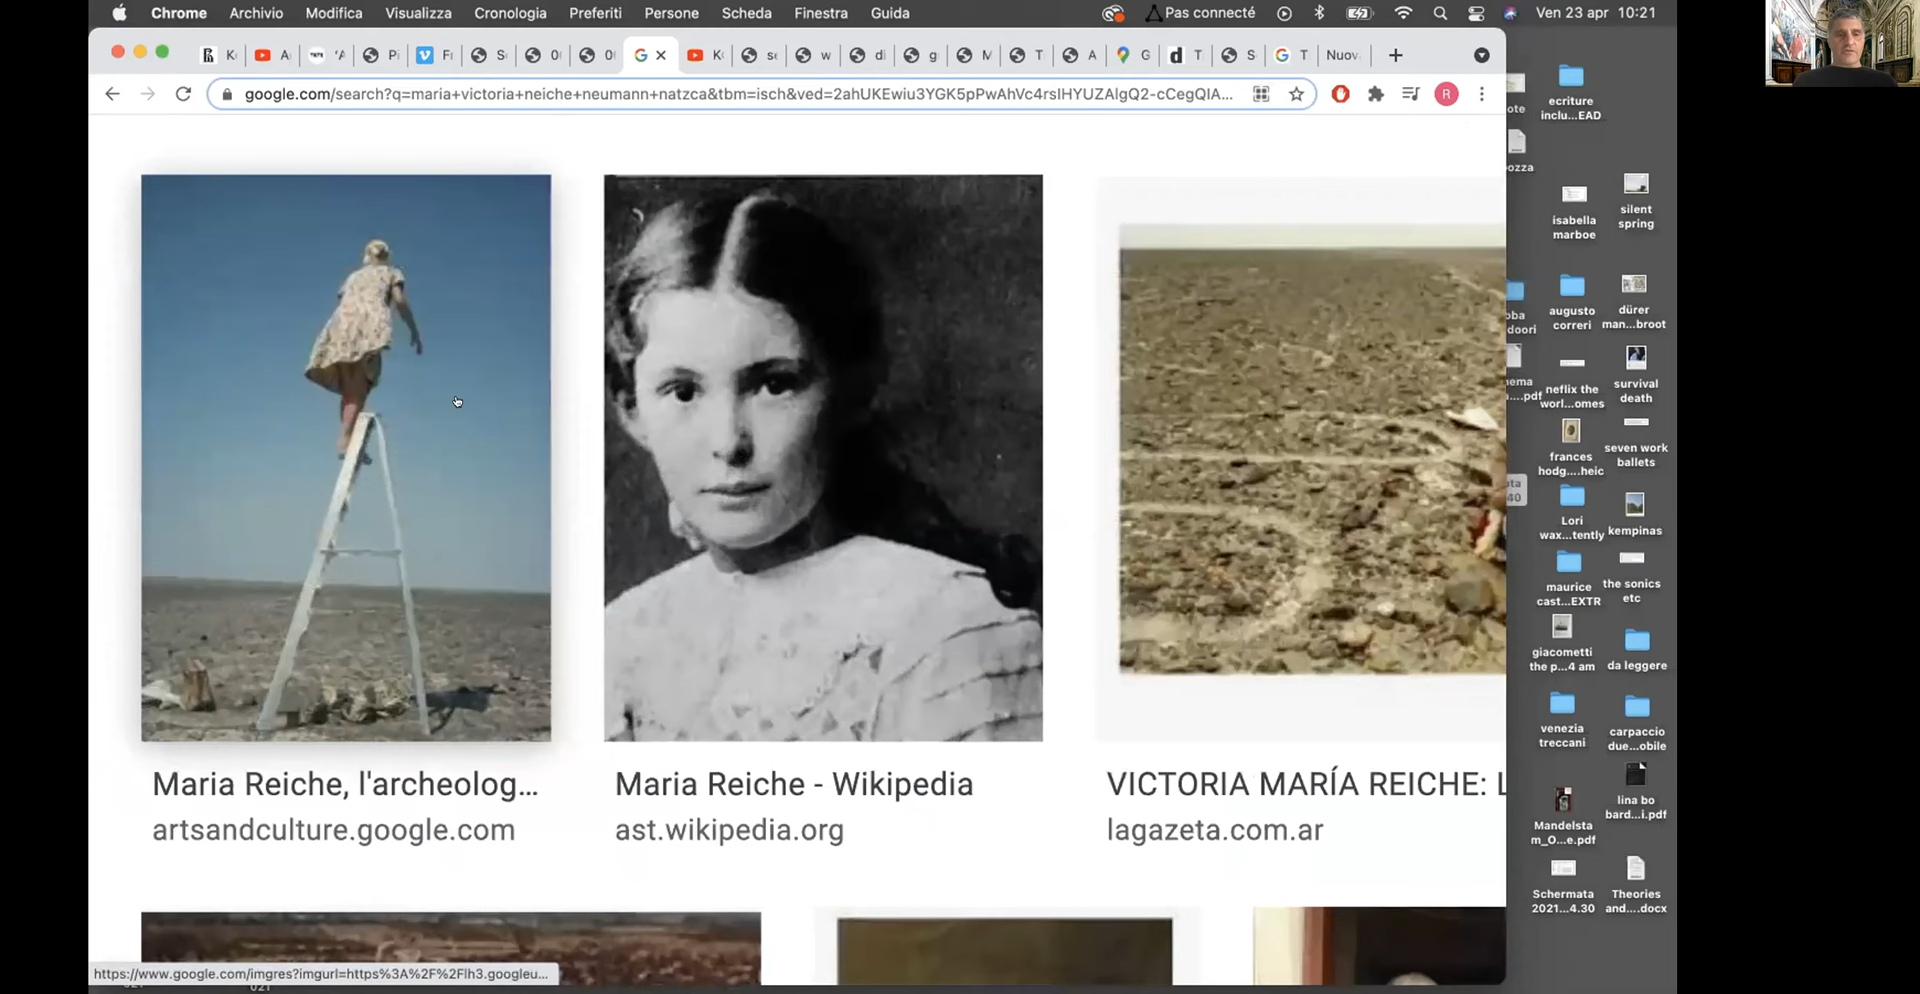 Chrome Archivio Modifica Visualizza Cronologia Preferiti Persone Scheda Finestra Guida Pas connecté Ven 23 apr 10:21
Nuov
google.com/search?q=maria+victoria+neiche+neumann+natzca&tbm=isch&ved=2ahUKEwiu3YGK5pPwAhVc4rsIHYUZAlgQ2-cCegQIA...
R
Maria Reiche, l'archeolog...
artsandculture.google.com
Maria Reiche - Wikipedia
ast.wikipedia.org
VICTORIA MARÍA REICHE: L
lagazeta.com.ar
https://www.google.com/imgres?imgurl=https%3A%2F%2Flh3.googleu...
ecriture
inclu...EAD
isabella
marboe
silent
spring
augusto
correri
dürer
man...broot
neflix the
worl...omes
survival
death
frances
hodg....heic
seven work
ballets
Lori
wax...tently
kempinas
maurice
cast...EXTR
the sonics
etc
giacometti
the p...4 am
da leggere
venezia
treccani
carpaccio
due...obile
Mandelsta
m_O...e.pdf
lina bo
bard...i.pdf
Schermata
2021...4.30
Theories
and....docx